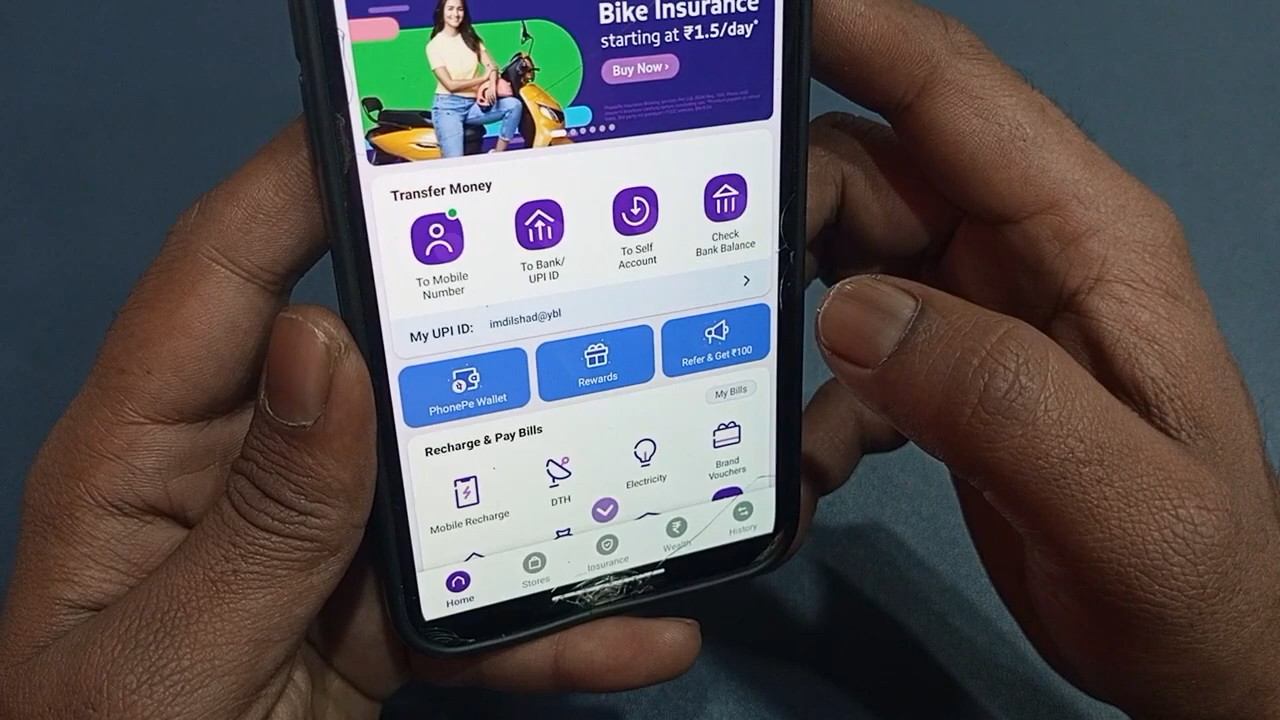 Bike Insurance
starting at ₹1.5/day*
Buy Now ›
Transfer Money
To Mobile
Number
To Bank/
UPI ID
To Self
Account
Check
Bank Balance
My UPI ID: imdilshad@ybl
PhonePe Wallet
Rewards
Refer & Get ₹100
My Bills
Recharge & Pay Bills
Mobile Recharge
DTH
Electricity
Brand
Vouchers
Home
Stores
Insurance
Wealth
History